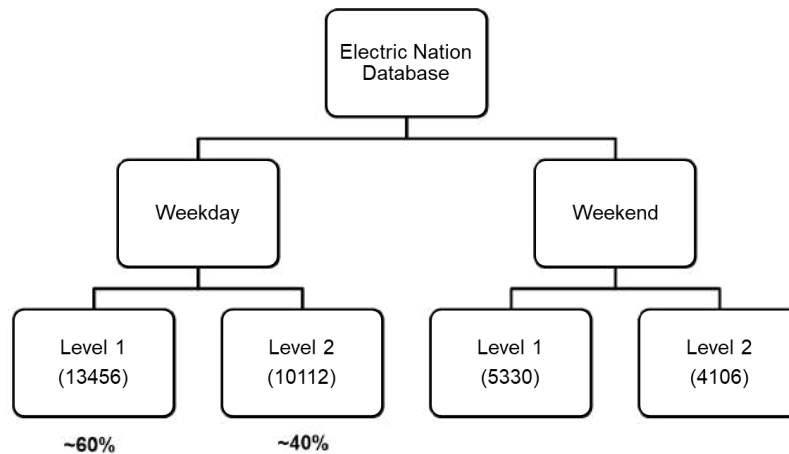 Electric Nation
Database
Weekday
Weekend
Level 1
(13456)
Level 2
(10112)
Level 1
(5330)
Level 2
(4106)
~60%
~40%